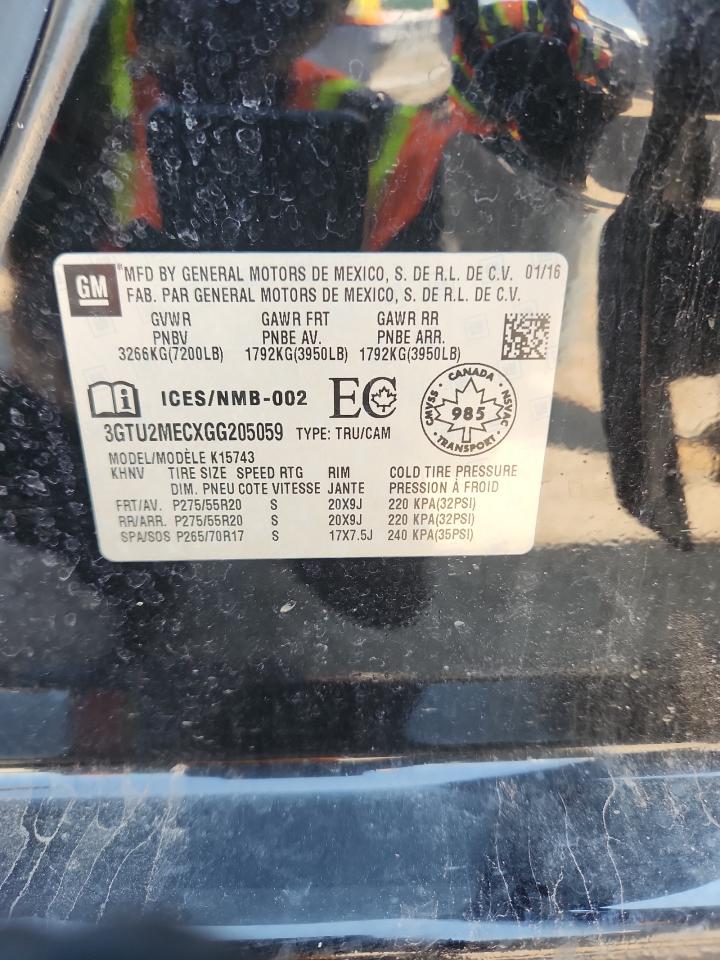 GM
MFD BY GENERAL MOTORS DE MEXICO, S. DE R.L. DE C.V. 01/16
FAB. PAR GENERAL MOTORS DE MEXICO, S. DE R.L. DE C.V.
GVWR GAWR FRT GAWR RR
PNBV PNBE AV. PNBE ARR.
3266KG(7200LB) 1792KG(3950LB) 1792KG(3950LB)
ICES/NMB-002 EC
CANADA CMVSS 985 NSVAC TRANSPORT
3GTU2MECXGG205059 TYPE: TRU/CAM
MODEL/MODÈLE K15743
KHNV TIRE SIZE SPEED RTG RIM COLD TIRE PRESSURE
DIM. PNEU COTE VITESSE JANTE PRESSION À FROID
FRT/AV. P275/55R20 S 20X9J 220 KPA(32PSI)
RR/ARR. P275/55R20 S 20X9J 220 KPA(32PSI)
SPA/SOS P265/70R17 S 17X7.5J 240 KPA(35PSI)